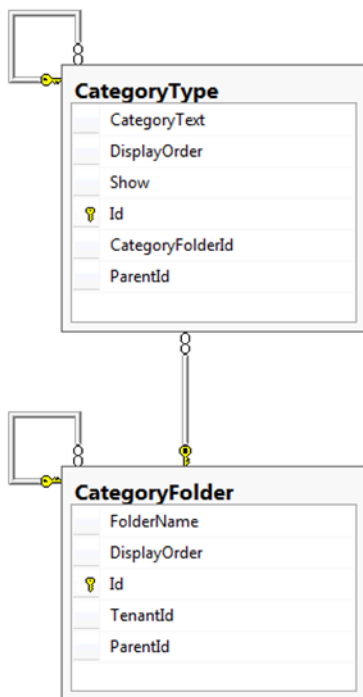 CategoryType
CategoryText
DisplayOrder
Show
Id
CategoryFolderId
ParentId
CategoryFolder
FolderName
DisplayOrder
Id
TenantId
ParentId